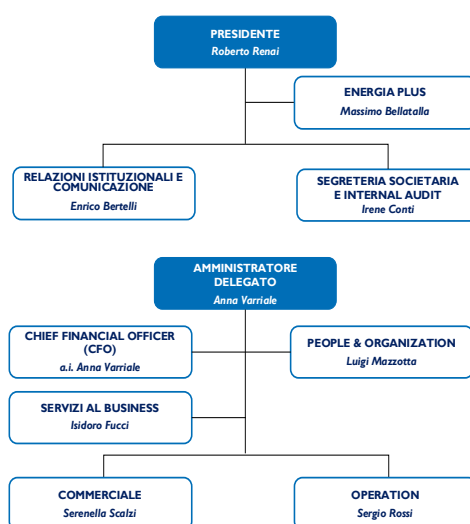 PRESIDENTE
Roberto Renai
ENERGIA PLUS
Massimo Bellatalla
RELAZIONI ISTITUZIONALI E
COMUNICAZIONE
Enrico Bertelli
SEGRETERIA SOCIETARIA
E INTERNAL AUDIT
Irene Conti
AMMINISTRATORE
DELEGATO
Anna Varriale
CHIEF FINANCIAL OFFICER
(CFO)
a.i. Anna Varriale
PEOPLE & ORGANIZATION
Luigi Mazzotta
SERVIZI AL BUSINESS
Isidoro Fucci
COMMERCIALE
Serenella Scalzi
OPERATION
Sergio Rossi